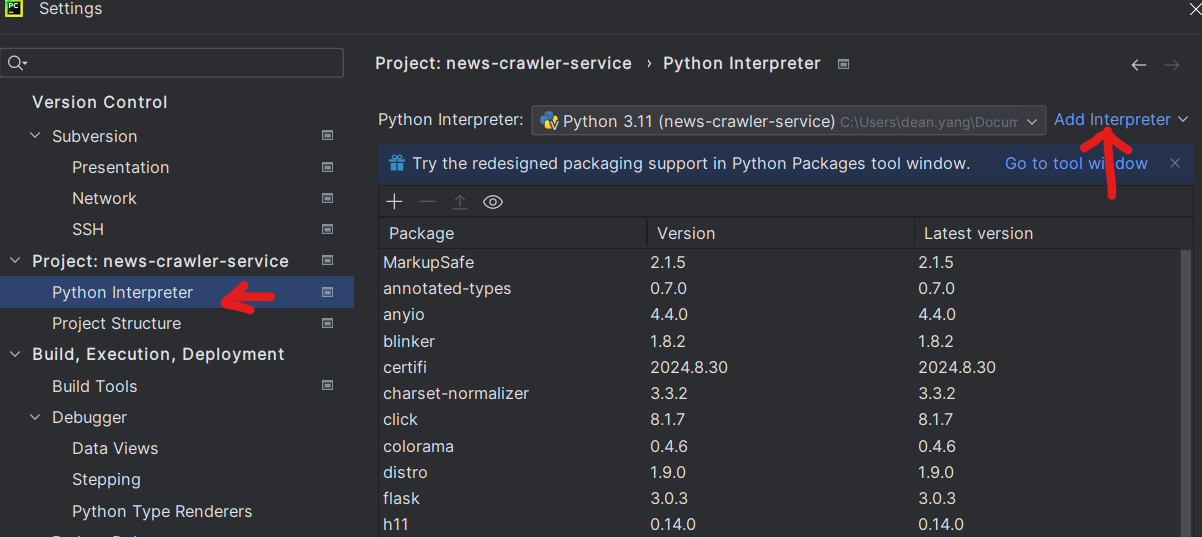 PC
Settings
Version Control
Subversion
Presentation
Network
SSH
Project: news-crawler-service
Python Interpreter
Project Structure
Build, Execution, Deployment
Build Tools
Debugger
Data Views
Stepping
Python Type Renderers
Project: news-crawler-service › Python Interpreter
Python Interpreter: Python 3.11 (news-crawler-service) C:\Users\dean.yang\Docum Add Interpreter
Try the redesigned packaging support in Python Packages tool window. Go to tool window
Package Version Latest version
MarkupSafe 2.1.5 2.1.5
annotated-types 0.7.0 0.7.0
anyio 4.4.0 4.4.0
blinker 1.8.2 1.8.2
certifi 2024.8.30 2024.8.30
charset-normalizer 3.3.2 3.3.2
click 8.1.7 8.1.7
colorama 0.4.6 0.4.6
distro 1.9.0 1.9.0
flask 3.0.3 3.0.3
h11 0.14.0 0.14.0